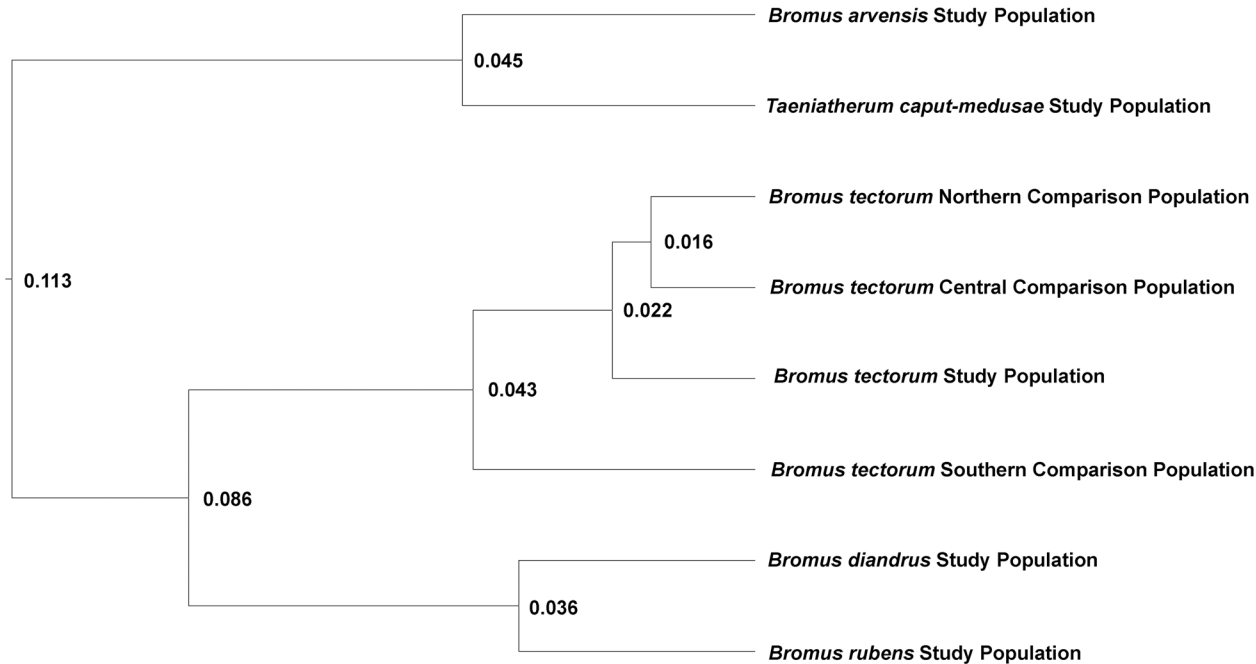 Bromus arvensis Study Population
0.045
Taeniatherum caput-medusae Study Population
Bromus tectorum Northern Comparison Population
0.016
0.113
Bromus tectorum Central Comparison Population
0.022
Bromus tectorum Study Population
0.043
Bromus tectorum Southern Comparison Population
0.086
Bromus diandrus Study Population
0.036
Bromus rubens Study Population